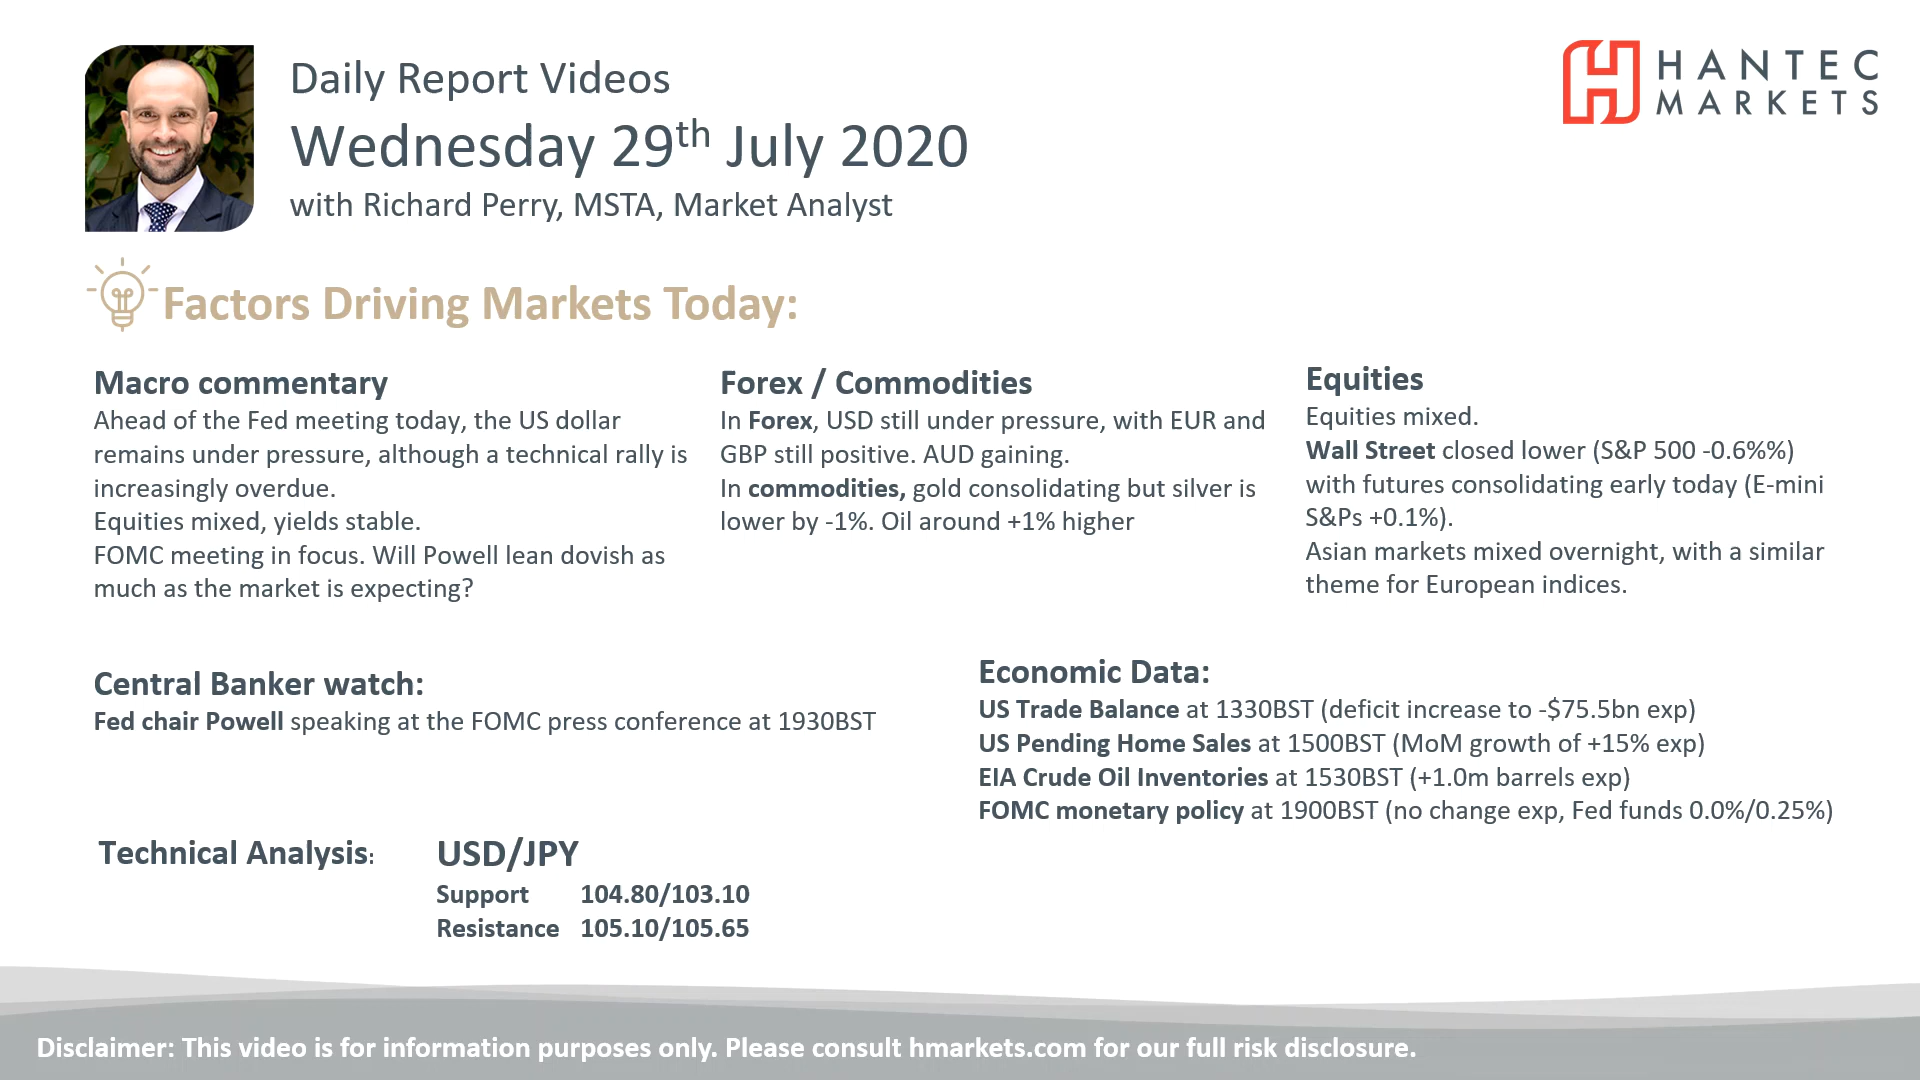 Daily Report Videos
Wednesday 29th July 2020
with Richard Perry, MSTA, Market Analyst
HANTEC
MARKETS
Factors Driving Markets Today:
Macro commentary
Ahead of the Fed meeting today, the US dollar
remains under pressure, although a technical rally is
increasingly overdue.
Equities mixed, yields stable.
FOMC meeting in focus. Will Powell lean dovish as
much as the market is expecting?
Forex / Commodities
In Forex, USD still under pressure, with EUR and
GBP still positive. AUD gaining.
In commodities, gold consolidating but silver is
lower by -1%. Oil around +1% higher
Equities
Equities mixed.
Wall Street closed lower (S&P 500 -0.6%%)
with futures consolidating early today (E-mini
S&Ps +0.1%).
Asian markets mixed overnight, with a similar
theme for European indices.
Central Banker watch:
Fed chair Powell speaking at the FOMC press conference at 1930BST
Economic Data:
US Trade Balance at 1330BST (deficit increase to -$75.5bn exp)
US Pending Home Sales at 1500BST (MoM growth of +15% exp)
EIA Crude Oil Inventories at 1530BST (+1.0m barrels exp)
FOMC monetary policy at 1900BST (no change exp, Fed funds 0.0%/0.25%)
Technical Analysis:
USD/JPY
Support 104.80/103.10
Resistance 105.10/105.65
Disclaimer: This video is for information purposes only. Please consult hmarkets.com for our full risk disclosure.